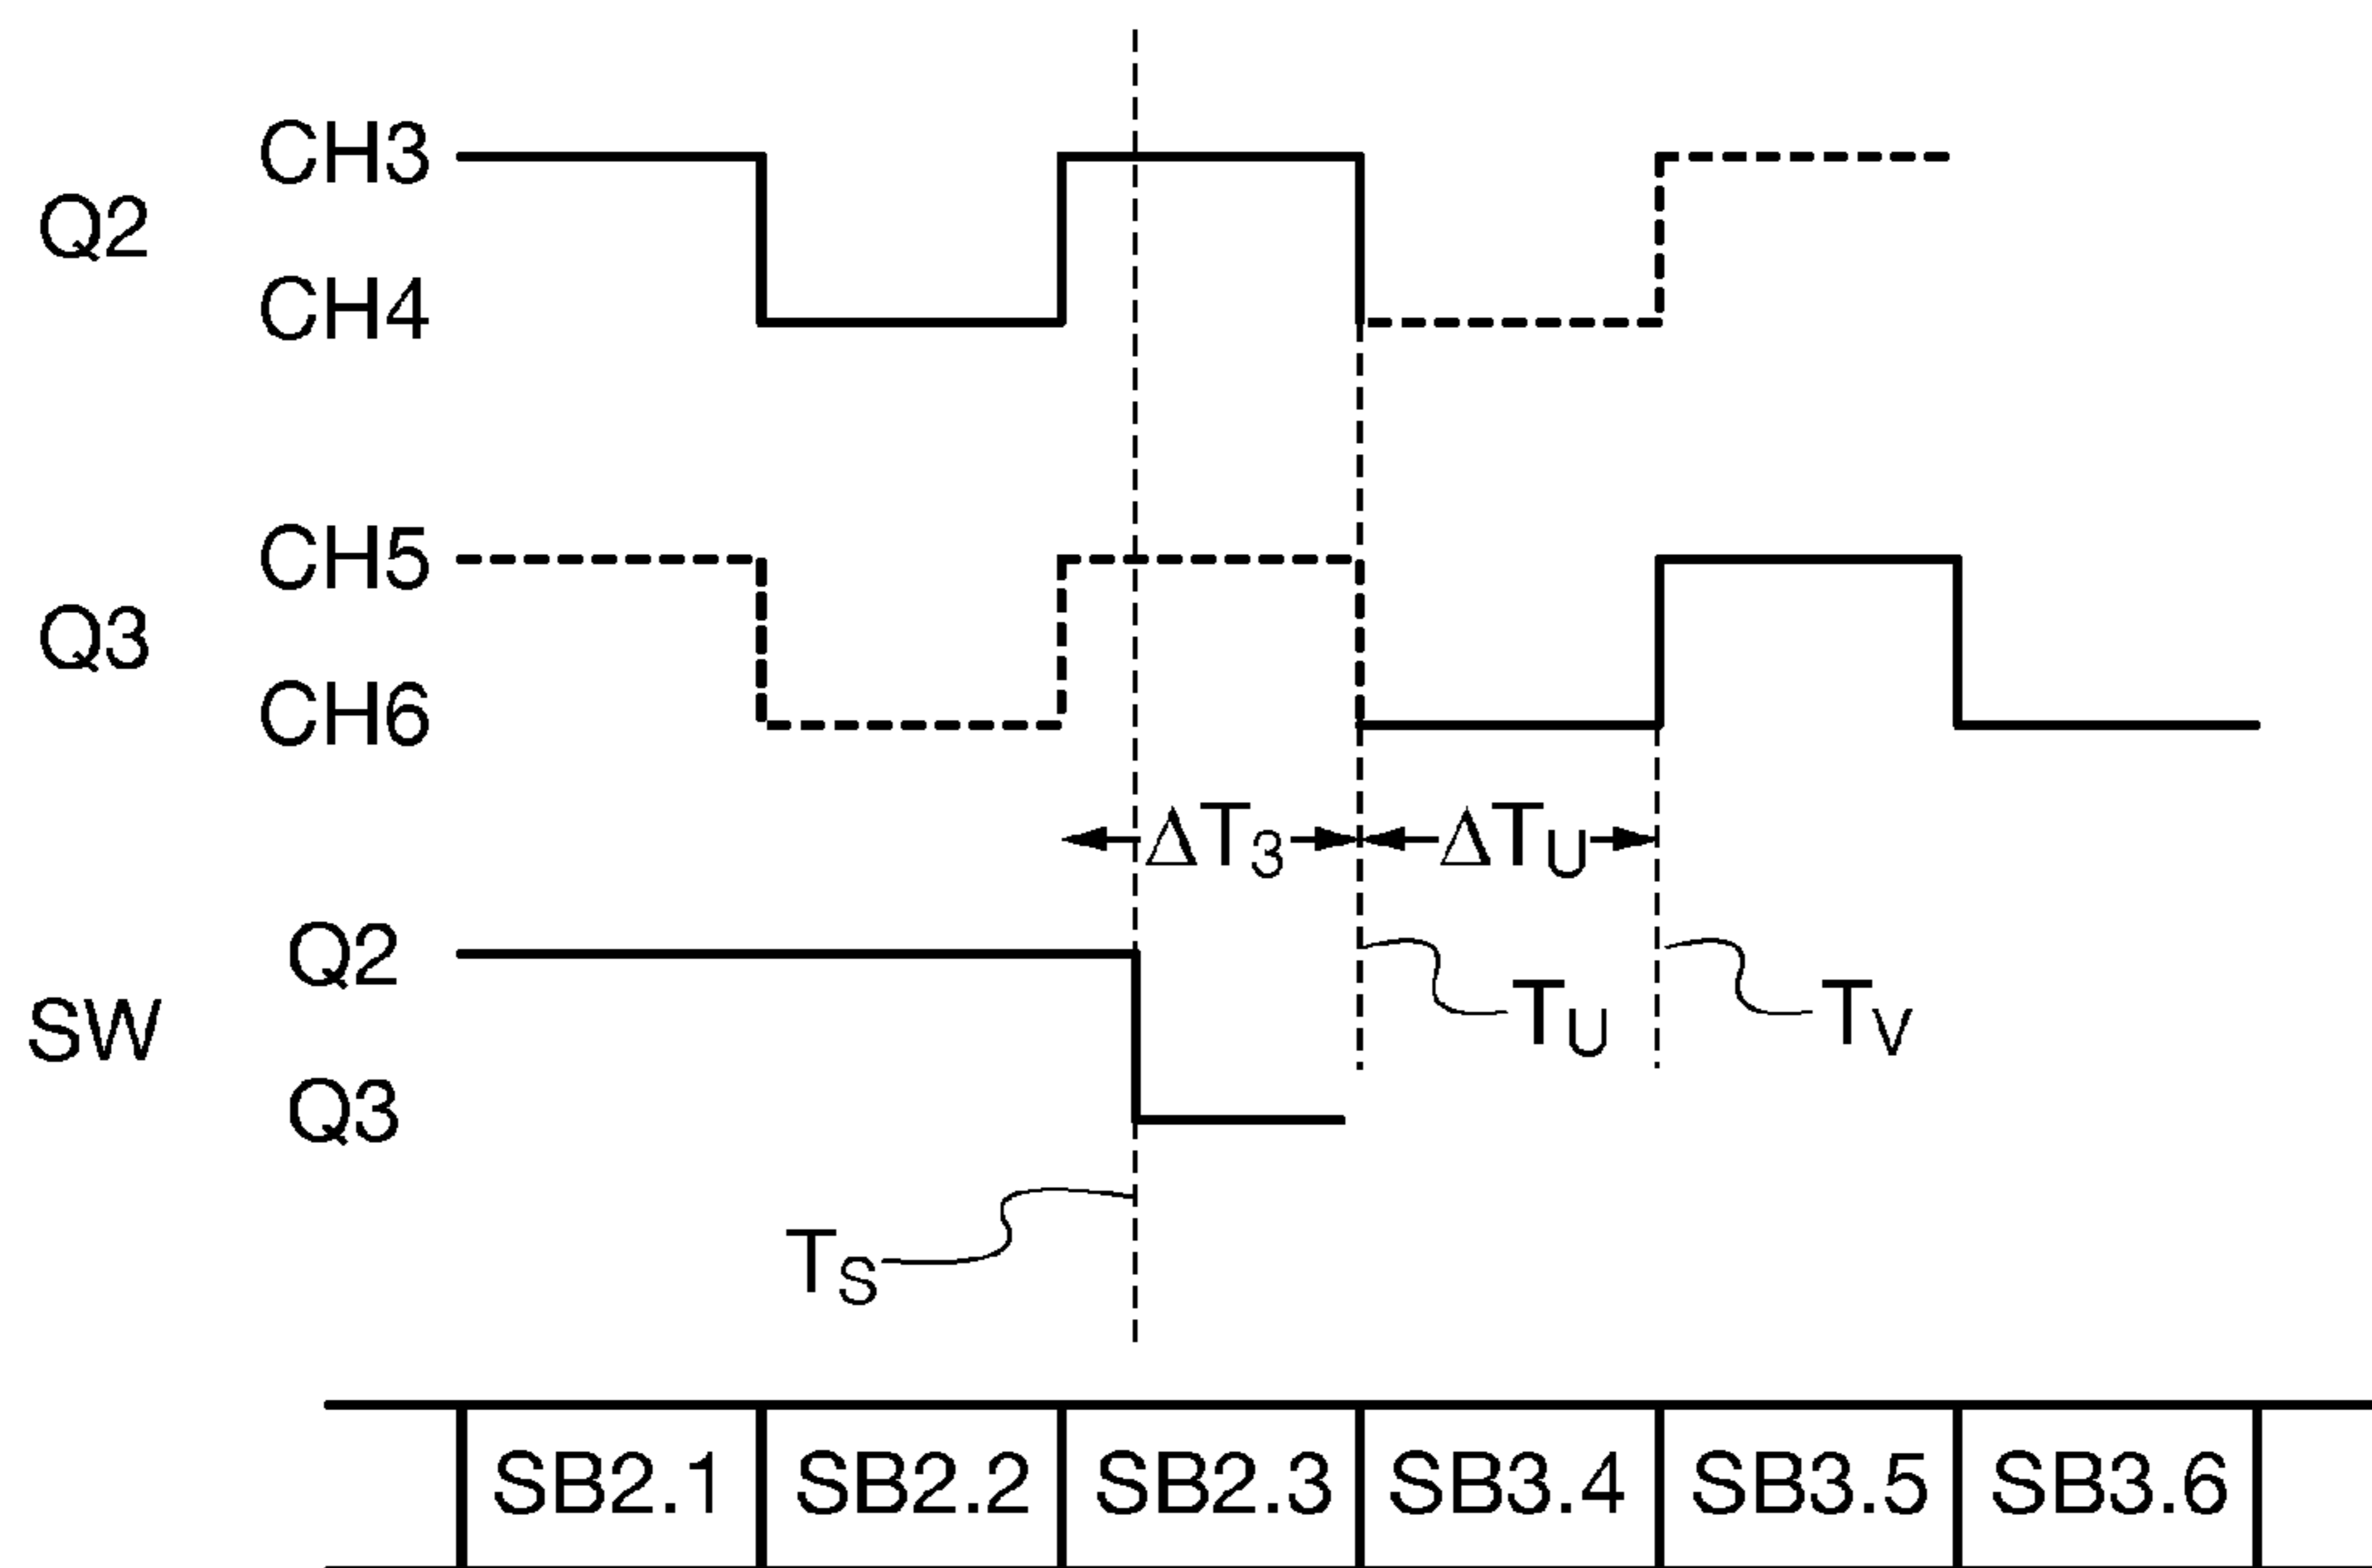 CH3
Q2
CH4
CH5
Q3
CH6
ΔT3 ΔTU
Q2
SW
Q3
TU TV
TS
SB2.1 SB2.2 SB2.3 SB3.4 SB3.5 SB3.6